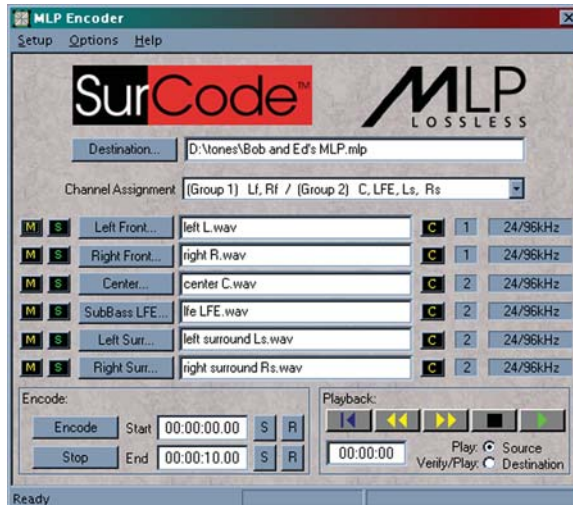 MLP Encoder
Setup Options Help
SurCode™ MLP
LOSSLESS
Destination... D:\tones\Bob and Ed's MLP.mlp
Channel Assignment (Group 1) Lf, Rf / (Group 2) C, LFE, Ls, Rs
M S Left Front... left L.wav C 1 24/96kHz
M S Right Front... right R.wav C 1 24/96kHz
M S Center... center C.wav C 2 24/96kHz
M S SubBass LFE... lfe LFE.wav C 2 24/96kHz
M S Left Surr... left surround Ls.wav C 2 24/96kHz
M S Right Surr... right surround Rs.wav C 2 24/96kHz
Encode: Playback:
Encode Start 00:00:00.00 S R
Stop End 00:00:10.00 S R
00:00:00 Play: Source
Verify/Play: Destination
Ready